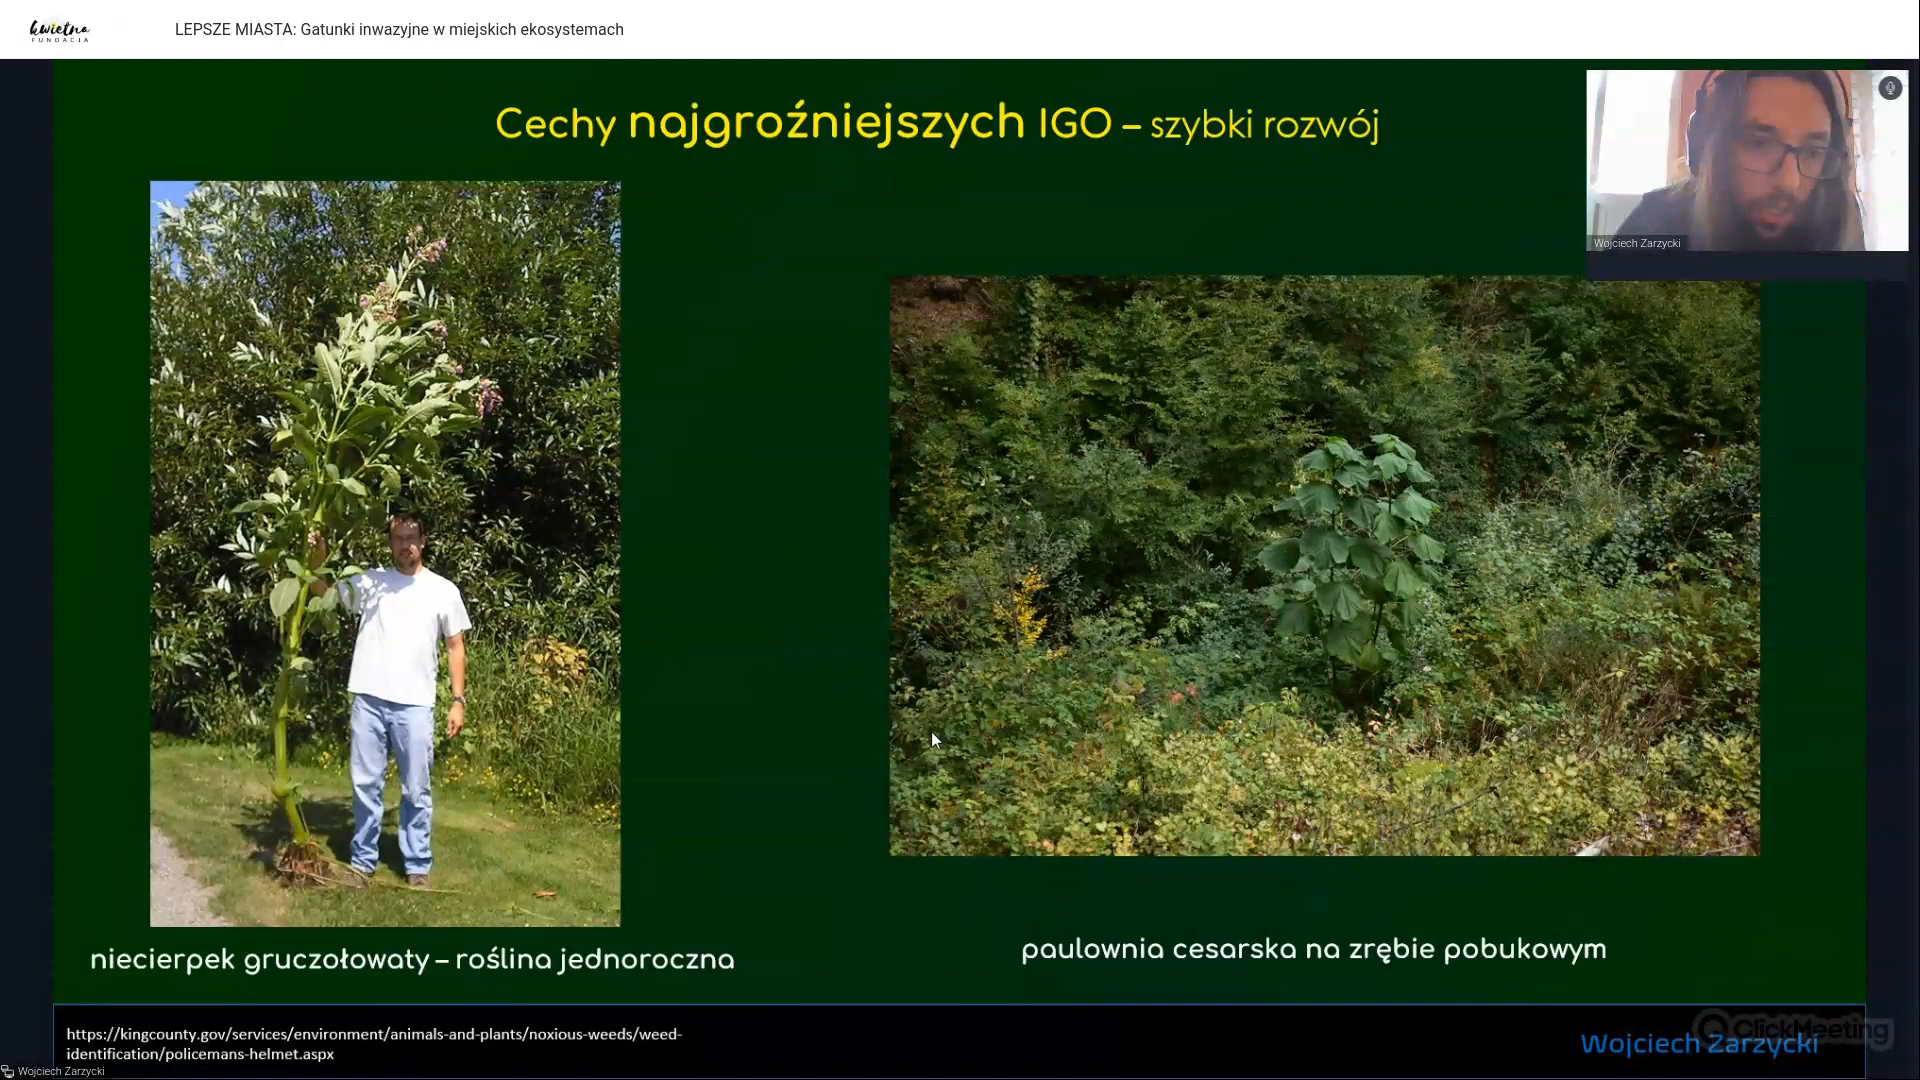 kwietna
FUNDACJA
LEPSZE MIASTA: Gatunki inwazyjne w miejskich ekosystemach
Cechy najgroźniejszych IGO – szybki rozwój
Wojciech Zarzycki
niecierpek gruczołowaty – roślina jednoroczna
paulownia cesarska na zrębie pobukowym
https://kingcounty.gov/services/environment/animals-and-plants/noxious-weeds/weed-
identification/policemans-helmet.aspx
ClickMeeting
Wojciech Zarzycki
Wojciech Zarzycki